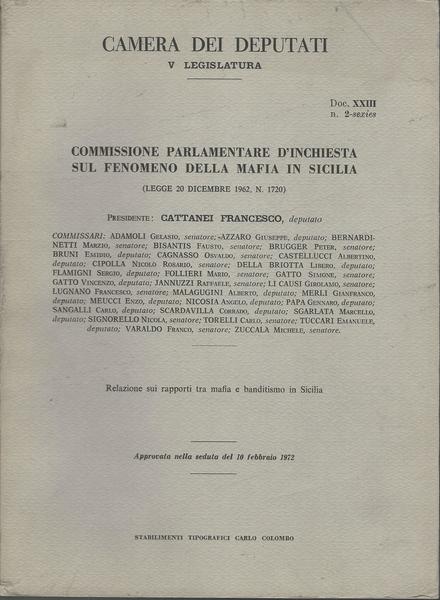 CAMERA DEI DEPUTATI
V LEGISLATURA
Doc. XXIII
n. 2-sexies
COMMISSIONE PARLAMENTARE D'INCHIESTA
SUL FENOMENO DELLA MAFIA IN SICILIA
(LEGGE 20 DICEMBRE 1962, N. 1720)
PRESIDENTE: CATTANEI FRANCESCO, deputato
COMMISSARI: ADAMOLI GELASIO, senatore; AZZARO GIUSEPPE, deputato; BERNARDI-
NETTI MARZIO, senatore; BISANTIS FAUSTO, senatore; BRUGGER PETER, senatore;
BRUNI EMIDIO, deputato; CAGNASSO OSVALDO, senatore; CASTELLUCCI ALBERTINO,
deputato; CIPOLLA NICOLÒ ROSARIO, senatore; DELLA BRIOTTA LIBERO, deputato;
FLAMIGNI SERGIO, deputato; FOLLIERI MARIO, senatore; GATTO SIMONE, senatore;
GATTO VINCENZO, deputato; JANNUZZI RAFFAELE, senatore; LI CAUSI GIROLAMO, senatore;
LUGNANO FRANCESCO, senatore; MALAGUGINI ALBERTO, deputato; MERLI GIANFRANCO,
deputato; MEUCCI ENZO, deputato; NICOSIA ANGELO, deputato; PAPA GENNARO, deputato;
SANGALLI CARLO, deputato; SCARDAVILLA CORRADO, deputato; SGARLATA MARCELLO,
deputato; SIGNORELLO NICOLA, senatore; TORELLI CARLO, senatore; TUCCARI EMANUELE,
deputato; VARALDO FRANCO, senatore; ZUCCALÀ MICHELE, senatore.
Relazione sui rapporti tra mafia e banditismo in Sicilia
Approvata nella seduta del 10 febbraio 1972
STABILIMENTI TIPOGRAFICI CARLO COLOMBO